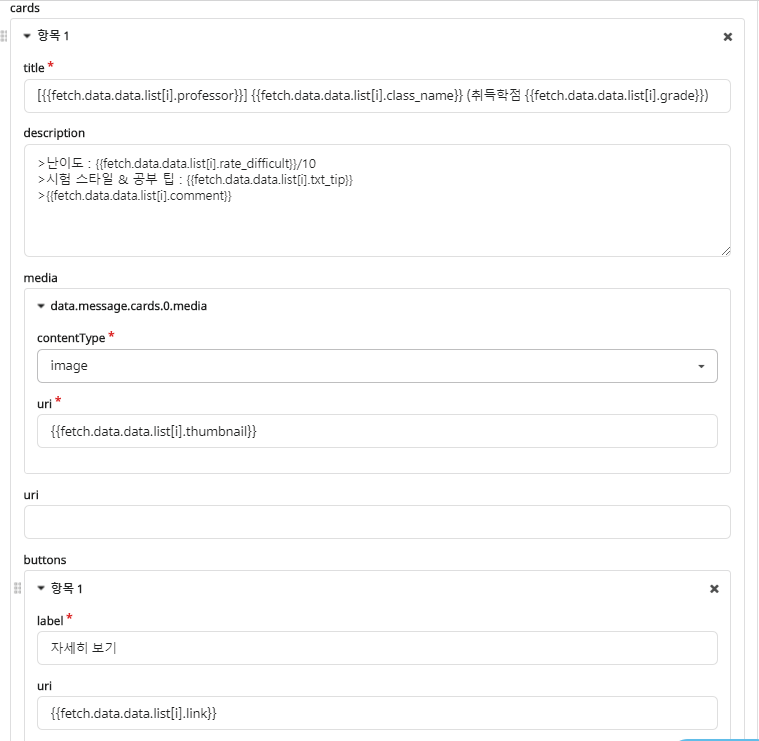 cards
항목 1
title *
[{{fetch.data.data.list[i].professor}}] {{fetch.data.data.list[i].class_name}} (취득학점 {{fetch.data.data.list[i].grade}})
description
>난이도 : {{fetch.data.data.list[i].rate_difficult}}/10
>시험 스타일 & 공부 팁 : {{fetch.data.data.list[i].txt_tip}}
>{{fetch.data.data.list[i].comment}}
media
data.message.cards.0.media
contentType *
image
uri *
{{fetch.data.data.list[i].thumbnail}}
uri
buttons
항목 1
label *
자세히 보기
uri
{{fetch.data.data.list[i].link}}